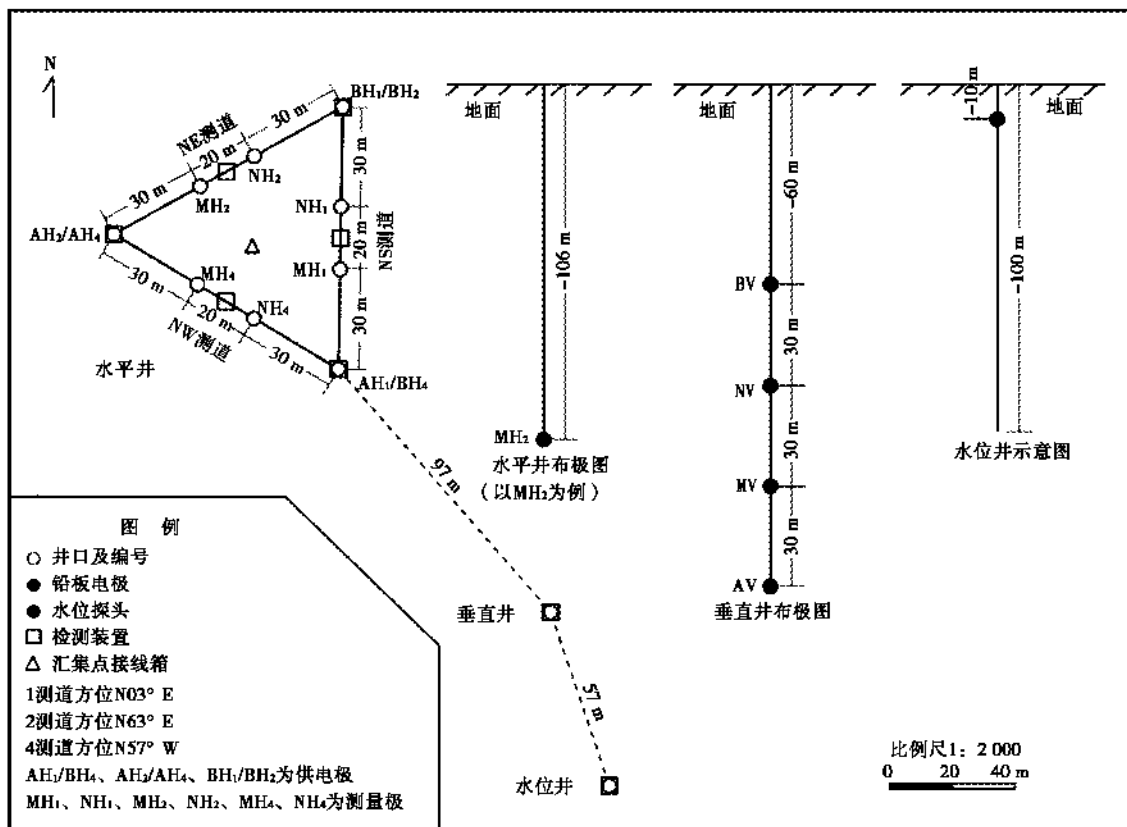 N
BH₁/BH₂
30 m
NE测道
20 m
NH₂
30 m
MH₂
AH₂/AH₄
30 m
NH₁
20 m
NS测道
MH₁
30 m
MH₄
30 m
20 m
NH₄
NW测道
30 m
水平井
AH₁/BH₄
97 m
垂直井
57 m
水位井
地面
-106 m
MH₂
水平井布极图
(以MH₂为例)
地面
-60 m
BV
30 m
NV
30 m
MV
30 m
AV
垂直井布极图
-10 m
地面
-100 m
水位井示意图
图 例
井口及编号
铅板电极
水位探头
检测装置
汇集点接线箱
1测道方位N03° E
2测道方位N63° E
4测道方位N57° W
AH₁/BH₄、AH₂/AH₄、BH₁/BH₂为供电极
MH₁、NH₁、MH₂、NH₂、MH₄、NH₄为测量极
比例尺1: 2 000
0 20 40 m